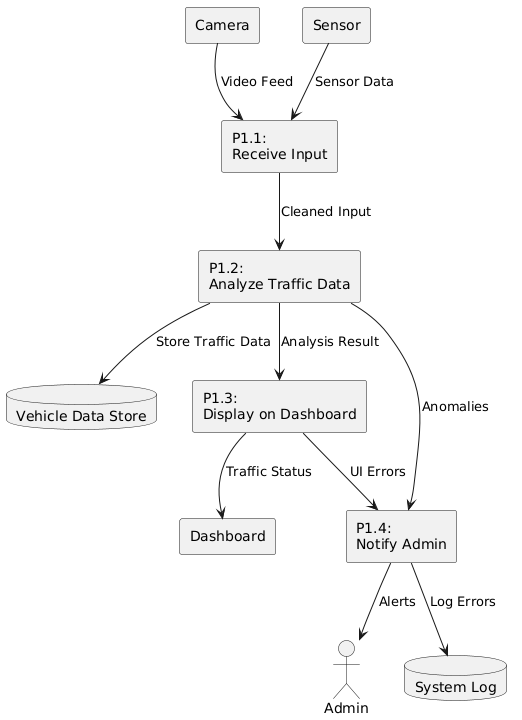 Camera
Sensor
Video Feed
Sensor Data
P1.1:
Receive Input
Cleaned Input
P1.2:
Analyze Traffic Data
Store Traffic Data
Analysis Result
Anomalies
Vehicle Data Store
P1.3:
Display on Dashboard
Traffic Status
UI Errors
Dashboard
P1.4:
Notify Admin
Alerts
Log Errors
System Log
Admin